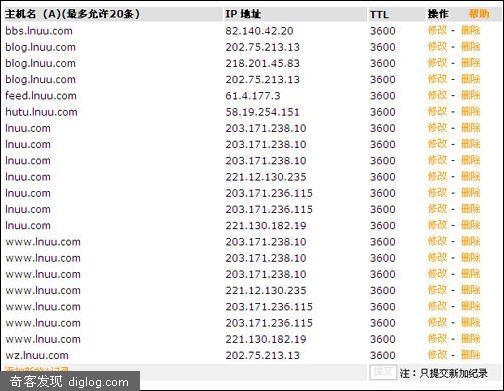 主机名 (A)(最多允许20条) IP 地址 TTL 操作 帮助
bbs.lnuu.com 82.140.42.20 3600 修改 - 删除
blog.lnuu.com 202.75.213.13 3600 修改 - 删除
blog.lnuu.com 218.201.45.83 3600 修改 - 删除
blog.lnuu.com 202.75.213.13 3600 修改 - 删除
feed.lnuu.com 61.4.177.3 3600 修改 - 删除
hutu.lnuu.com 58.19.254.151 3600 修改 - 删除
lnuu.com 203.171.238.10 3600 修改 - 删除
lnuu.com 203.171.238.10 3600 修改 - 删除
lnuu.com 203.171.238.10 3600 修改 - 删除
lnuu.com 221.12.130.235 3600 修改 - 删除
lnuu.com 203.171.236.115 3600 修改 - 删除
lnuu.com 203.171.236.115 3600 修改 - 删除
lnuu.com 221.130.182.19 3600 修改 - 删除
www.lnuu.com 203.171.238.10 3600 修改 - 删除
www.lnuu.com 203.171.238.10 3600 修改 - 删除
www.lnuu.com 203.171.238.10 3600 修改 - 删除
www.lnuu.com 221.12.130.235 3600 修改 - 删除
www.lnuu.com 203.171.236.115 3600 修改 - 删除
www.lnuu.com 203.171.236.115 3600 修改 - 删除
www.lnuu.com 221.130.182.19 3600 修改 - 删除
wz.lnuu.com 202.75.213.13 3600 修改 - 删除
添加新的A记录 提交 注：只提交新加纪录
奇客发现 diglog.com